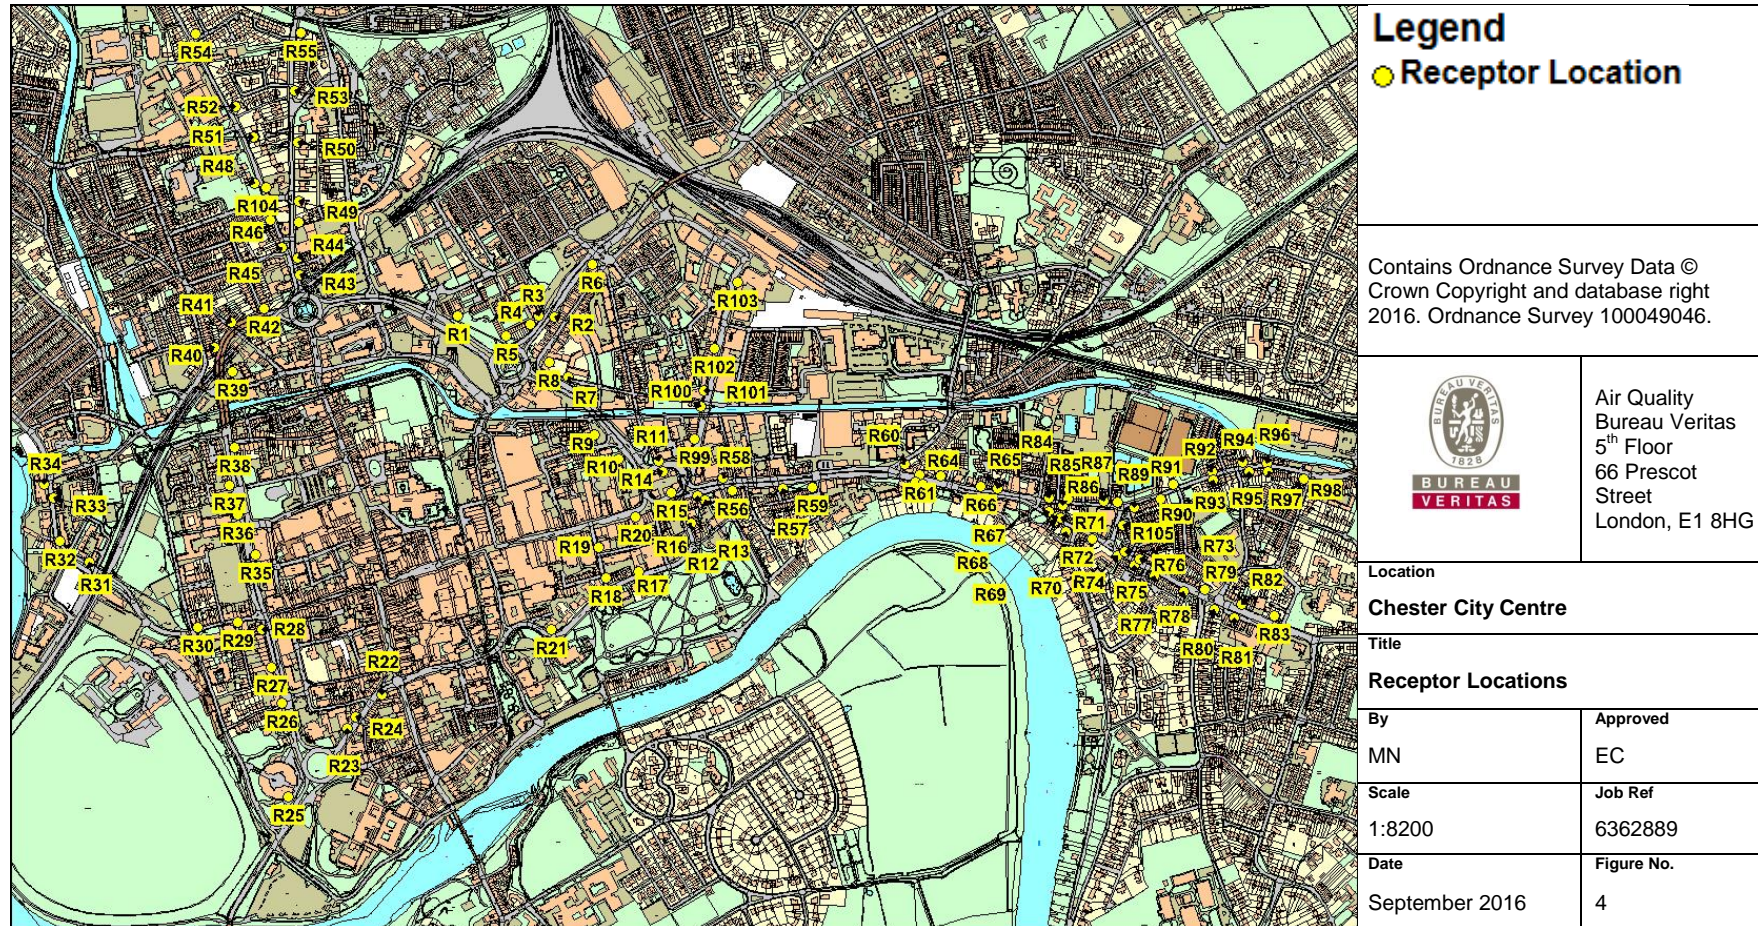 R54
R55
R52
R53
R51
R50
R48
R104
R49
R46
R44
R45
R43
R41
R42
R40
R39
R38
R37
R36
R35
R34
R33
R32
R31
R30
R29
R28
R27
R26
R25
R24
R23
R22
R21
R1
R3
R4
R5
R2
R6
R103
R8
R7
R102
R100
R101
R9
R10
R11
R99
R58
R14
R15
R16
R56
R57
R59
R13
R12
R20
R19
R17
R18
R60
R61
R64
R65
R66
R67
R68
R69
R84
R85
R87
R86
R89
R91
R92
R94
R96
R90
R93
R95
R97
R98
R71
R72
R105
R73
R70
R74
R75
R76
R77
R78
R79
R80
R81
R82
R83
Legend
Receptor Location
Contains Ordnance Survey Data ©
Crown Copyright and database right
2016. Ordnance Survey 100049046.
BUREAU VERITAS
1828
BUREAU
VERITAS
Air Quality
Bureau Veritas
5th Floor
66 Prescot
Street
London, E1 8HG
Location
Chester City Centre
Title
Receptor Locations
By
MN
Approved
EC
Scale
1:8200
Job Ref
6362889
Date
September 2016
Figure No.
4